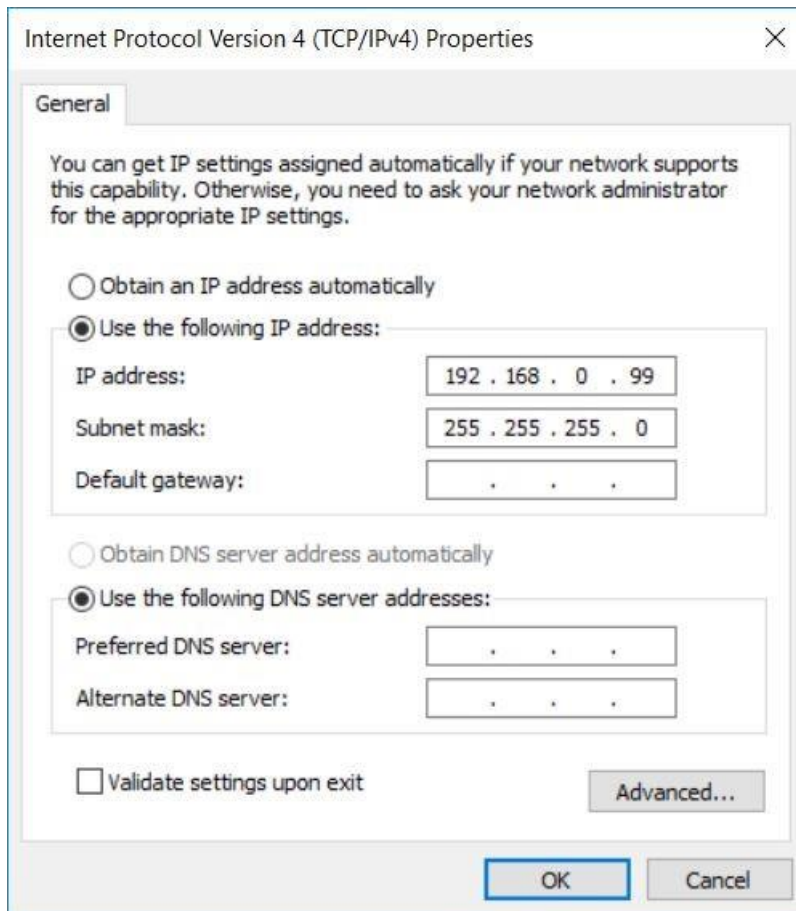 Internet Protocol Version 4 (TCP/IPv4) Properties
General
You can get IP settings assigned automatically if your network supports
this capability. Otherwise, you need to ask your network administrator
for the appropriate IP settings.
Obtain an IP address automatically
Use the following IP address:
IP address: 192 . 168 . 0 . 99
Subnet mask: 255 . 255 . 255 . 0
Default gateway: . . .
Obtain DNS server address automatically
Use the following DNS server addresses:
Preferred DNS server: . . .
Alternate DNS server: . . .
Validate settings upon exit
Advanced...
OK Cancel